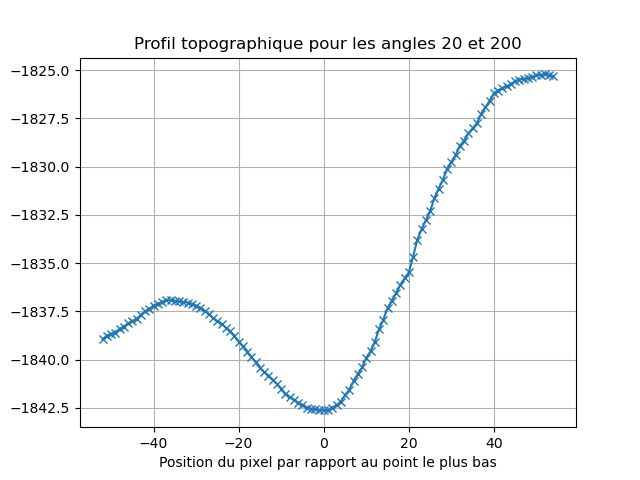 Profil topographique pour les angles 20 et 200
−1825.0
−1827.5
−1830.0
−1832.5
−1835.0
−1837.5
−1840.0
−1842.5
−40 −20 0 20 40
Position du pixel par rapport au point le plus bas